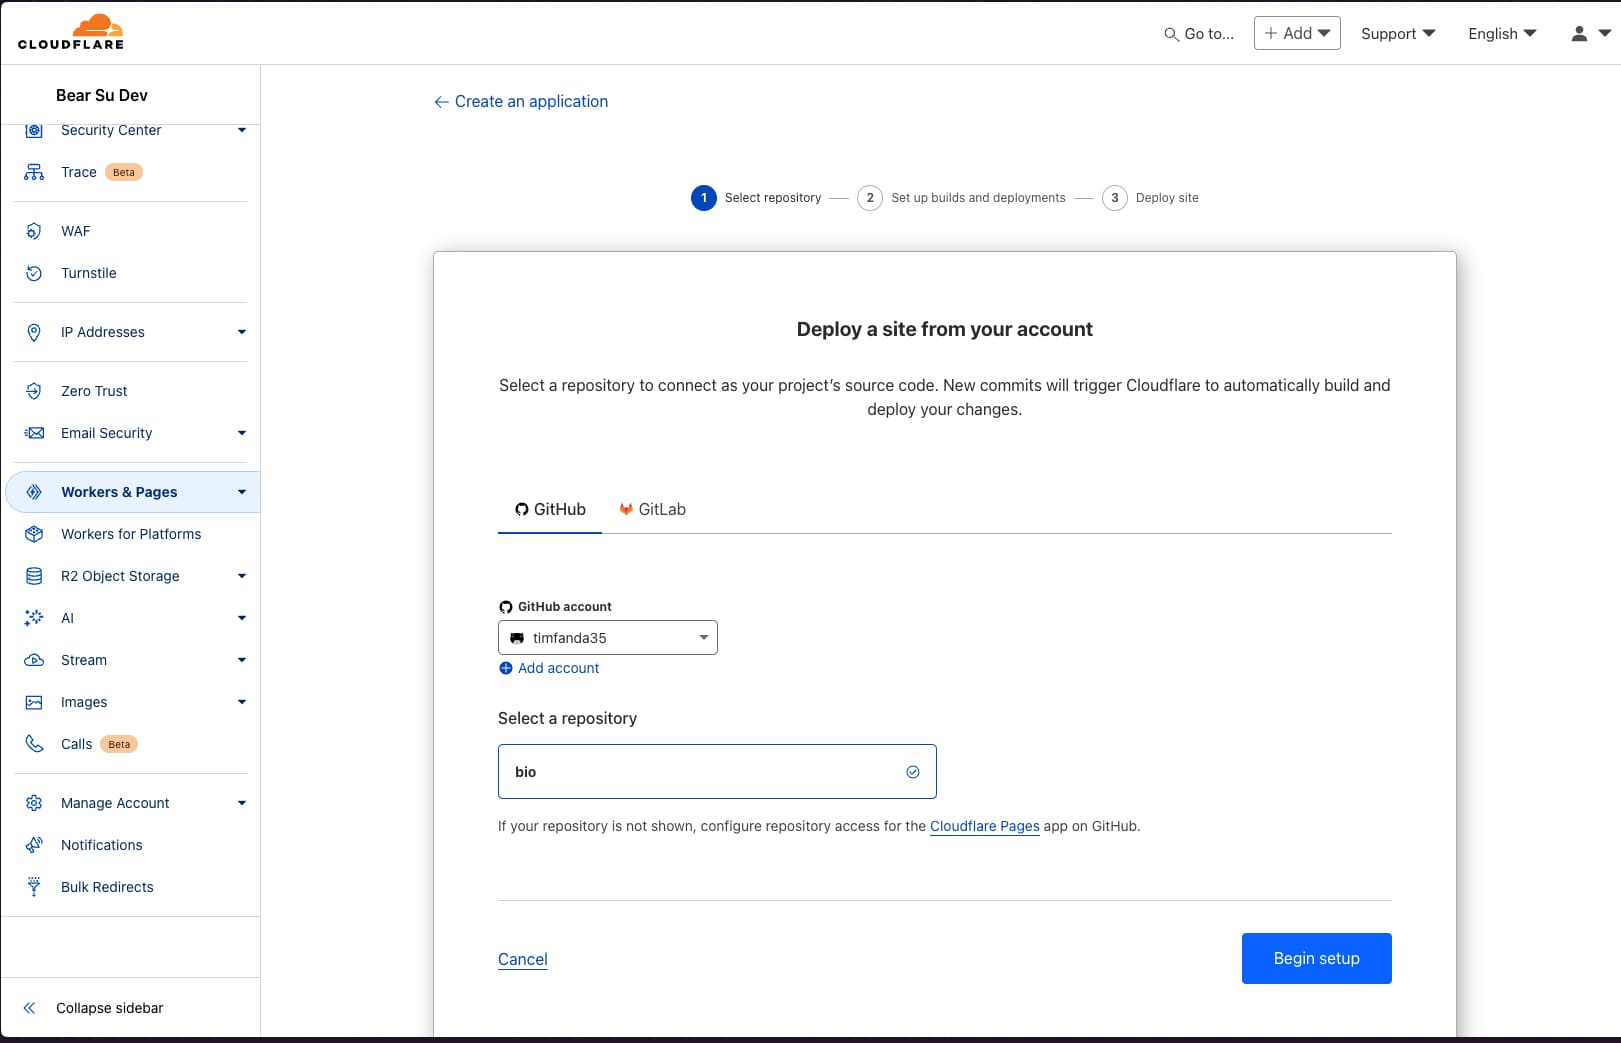 CLOUDFLARE
Go to...
Add
Support
English
Bear Su Dev
Security Center
Trace Beta
WAF
Turnstile
IP Addresses
Zero Trust
Email Security
Workers & Pages
Workers for Platforms
R2 Object Storage
AI
Stream
Images
Calls Beta
Manage Account
Notifications
Bulk Redirects
Collapse sidebar
← Create an application
1 Select repository — 2 Set up builds and deployments — 3 Deploy site
Deploy a site from your account
Select a repository to connect as your project’s source code. New commits will trigger Cloudflare to automatically build and
deploy your changes.
GitHub GitLab
GitHub account
timfanda35
Add account
Select a repository
bio
If your repository is not shown, configure repository access for the Cloudflare Pages app on GitHub.
Cancel
Begin setup